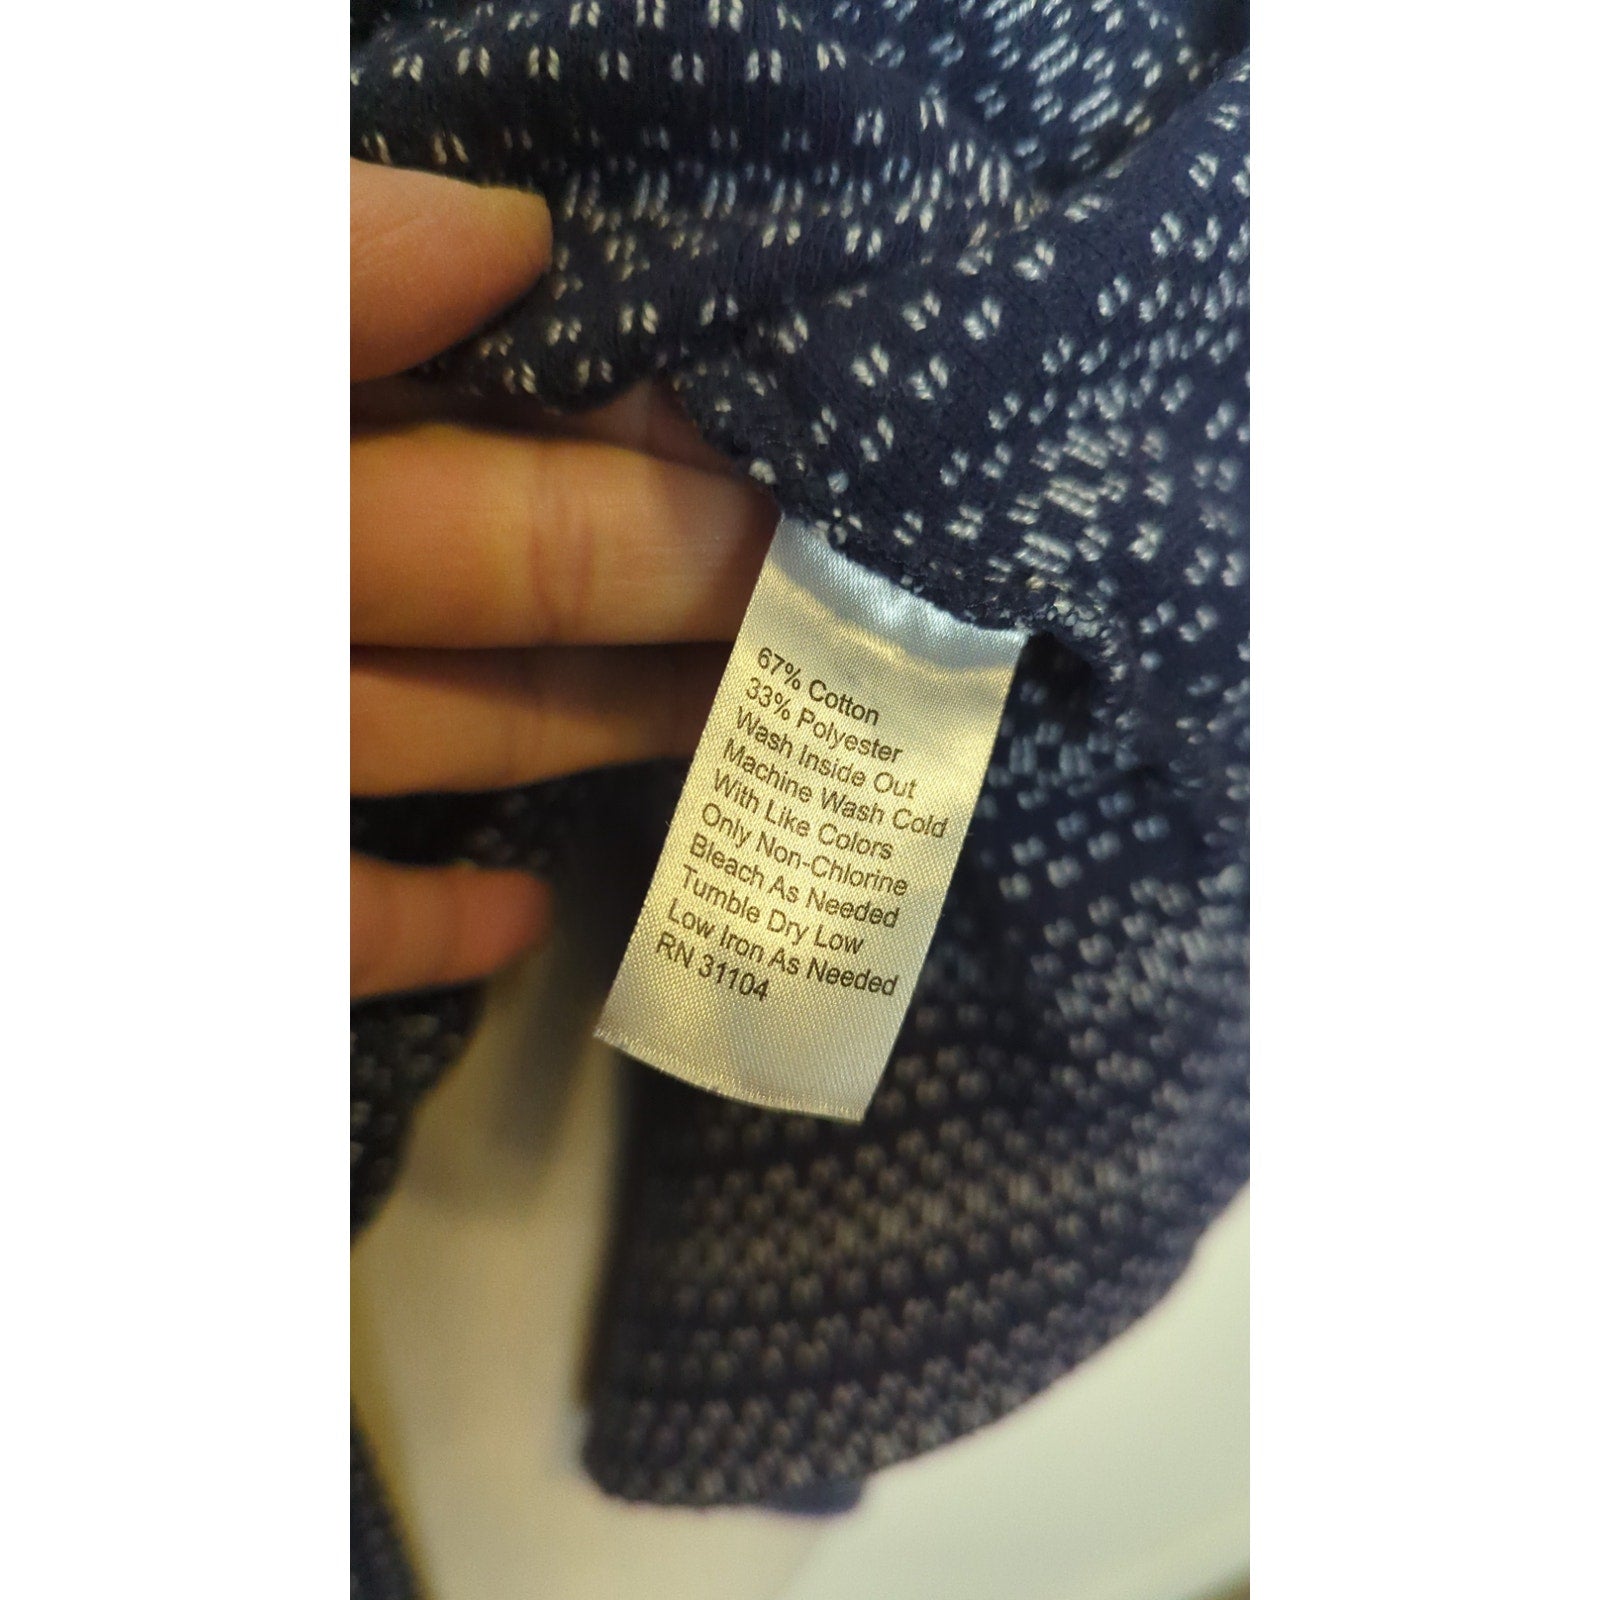 67% Cotton
33% Polyester
Wash Inside Out
Machine Wash Cold
With Like Colors
Only Non-Chlorine
Bleach As Needed
Tumble Dry Low
Low Iron As Needed
RN 31104